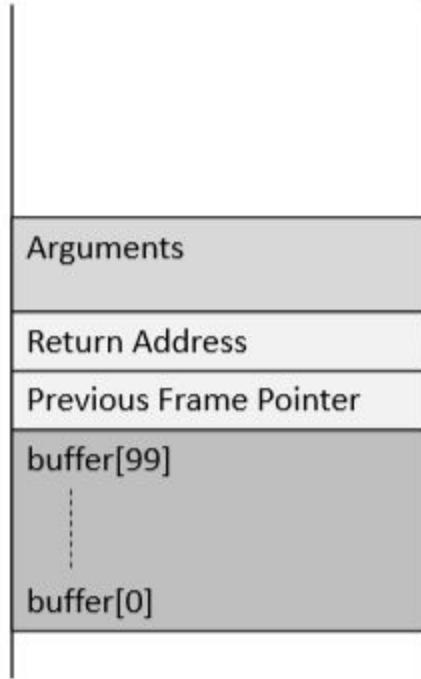 Arguments
Return Address
Previous Frame Pointer
buffer[99]
buffer[0]